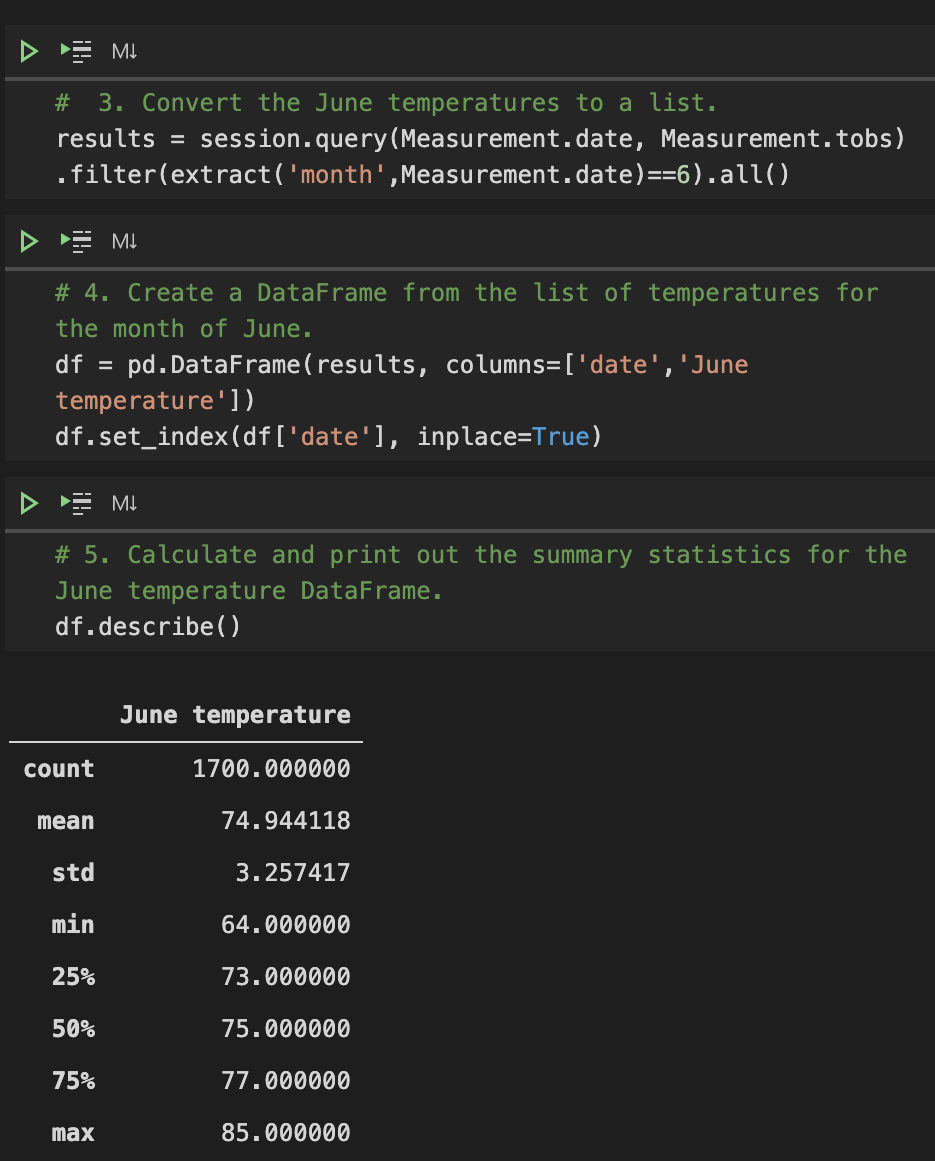 M↓
#  3. Convert the June temperatures to a list.
results = session.query(Measurement.date, Measurement.tobs)
.filter(extract('month',Measurement.date)==6).all()
M↓
# 4. Create a DataFrame from the list of temperatures for
the month of June.
df = pd.DataFrame(results, columns=['date','June
temperature'])
df.set_index(df['date'], inplace=True)
M↓
# 5. Calculate and print out the summary statistics for the
June temperature DataFrame.
df.describe()
June temperature
count 1700.000000
mean 74.944118
std 3.257417
min 64.000000
25% 73.000000
50% 75.000000
75% 77.000000
max 85.000000